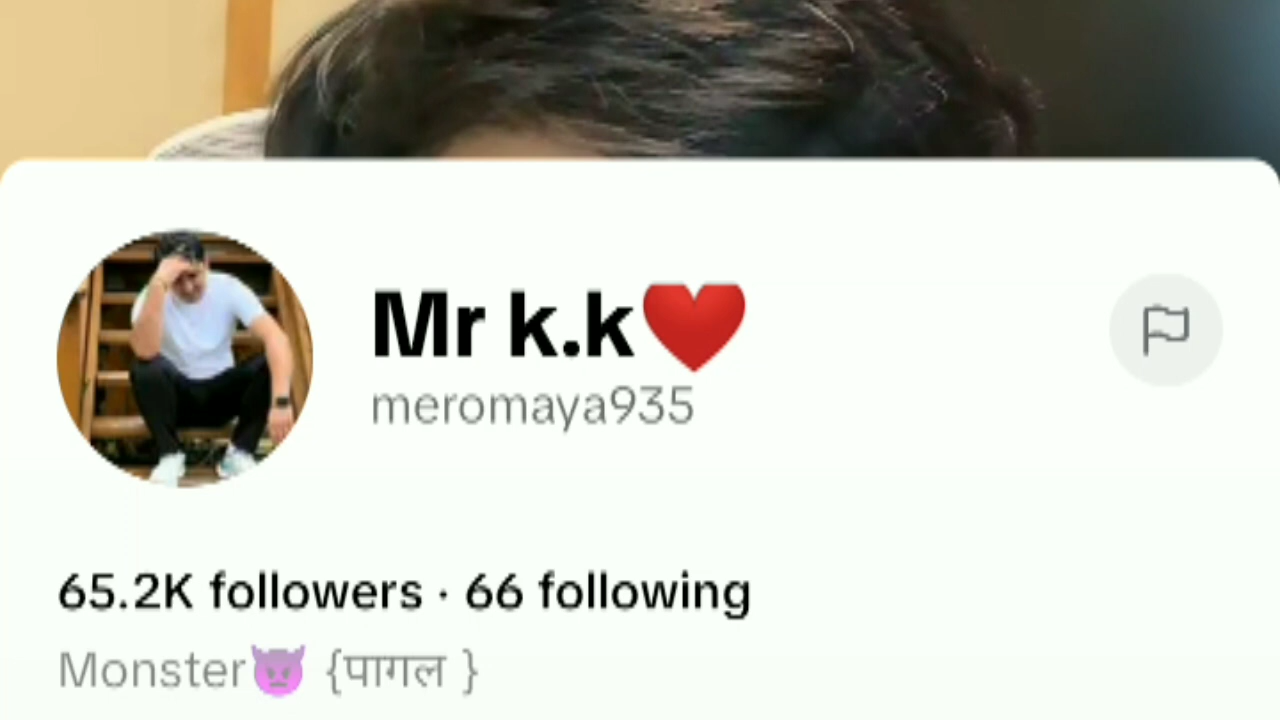 Mr k.k❤️
meromaya935
65.2K followers · 66 following
Monster😈 {पागल }